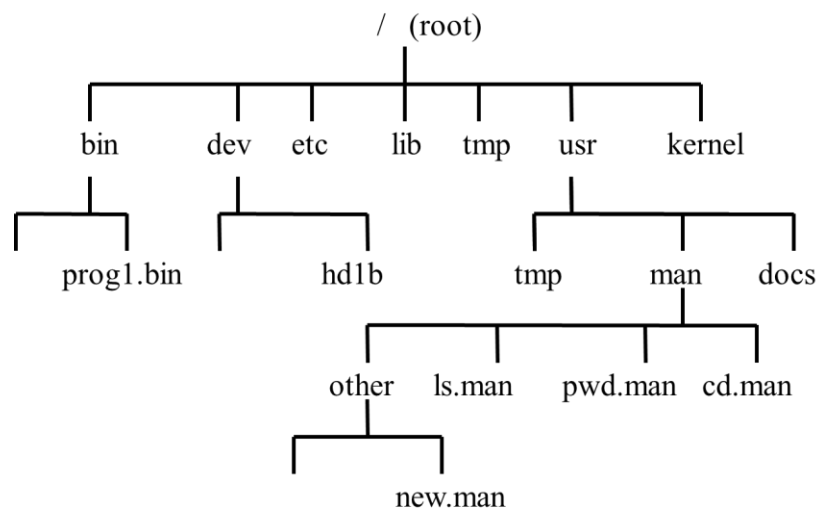 / (root)
bin dev etc lib tmp usr kernel
prog1.bin hd1b tmp man docs
other ls.man pwd.man cd.man
new.man